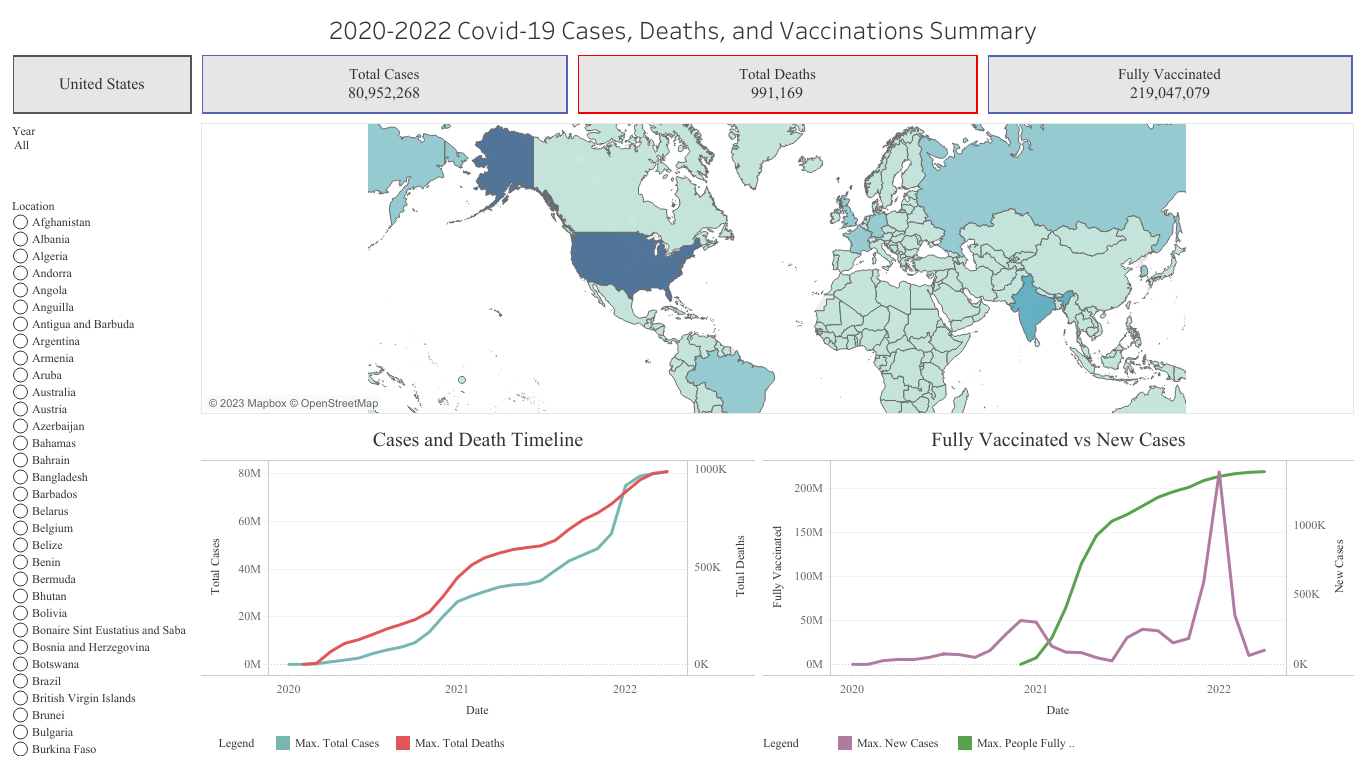 2020-2022 Covid-19 Cases, Deaths, and Vaccinations Summary
United States
Total Cases
80,952,268
Total Deaths
991,169
Fully Vaccinated
219,047,079
Year
All
Location
Afghanistan
Albania
Algeria
Andorra
Angola
Anguilla
Antigua and Barbuda
Argentina
Armenia
Aruba
Australia
Austria
Azerbaijan
Bahamas
Bahrain
Bangladesh
Barbados
Belarus
Belgium
Belize
Benin
Bermuda
Bhutan
Bolivia
Bonaire Sint Eustatius and Saba
Bosnia and Herzegovina
Botswana
Brazil
British Virgin Islands
Brunei
Bulgaria
Burkina Faso
© 2023 Mapbox © OpenStreetMap
Cases and Death Timeline
80M
60M
40M
20M
0M
Total Cases
1000K
500K
0K
Total Deaths
2020
2021
2022
Date
Legend
Max. Total Cases
Max. Total Deaths
Fully Vaccinated vs New Cases
200M
150M
100M
50M
0M
Fully Vaccinated
1000K
500K
0K
New Cases
2020
2021
2022
Date
Legend
Max. New Cases
Max. People Fully ..